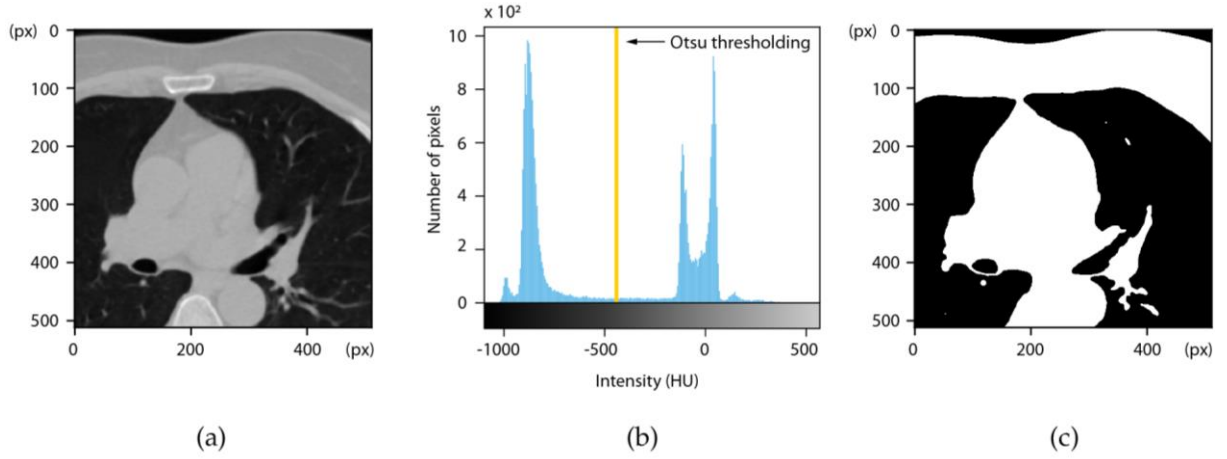 (px)
0
100
200
300
400
500
0
200
400
(px)
(a)
x 10²
10
8
6
4
2
0
Number of pixels
Otsu thresholding
-1000
-500
0
500
Intensity (HU)
(b)
(px)
0
100
200
300
400
500
0
200
400
(px)
(c)